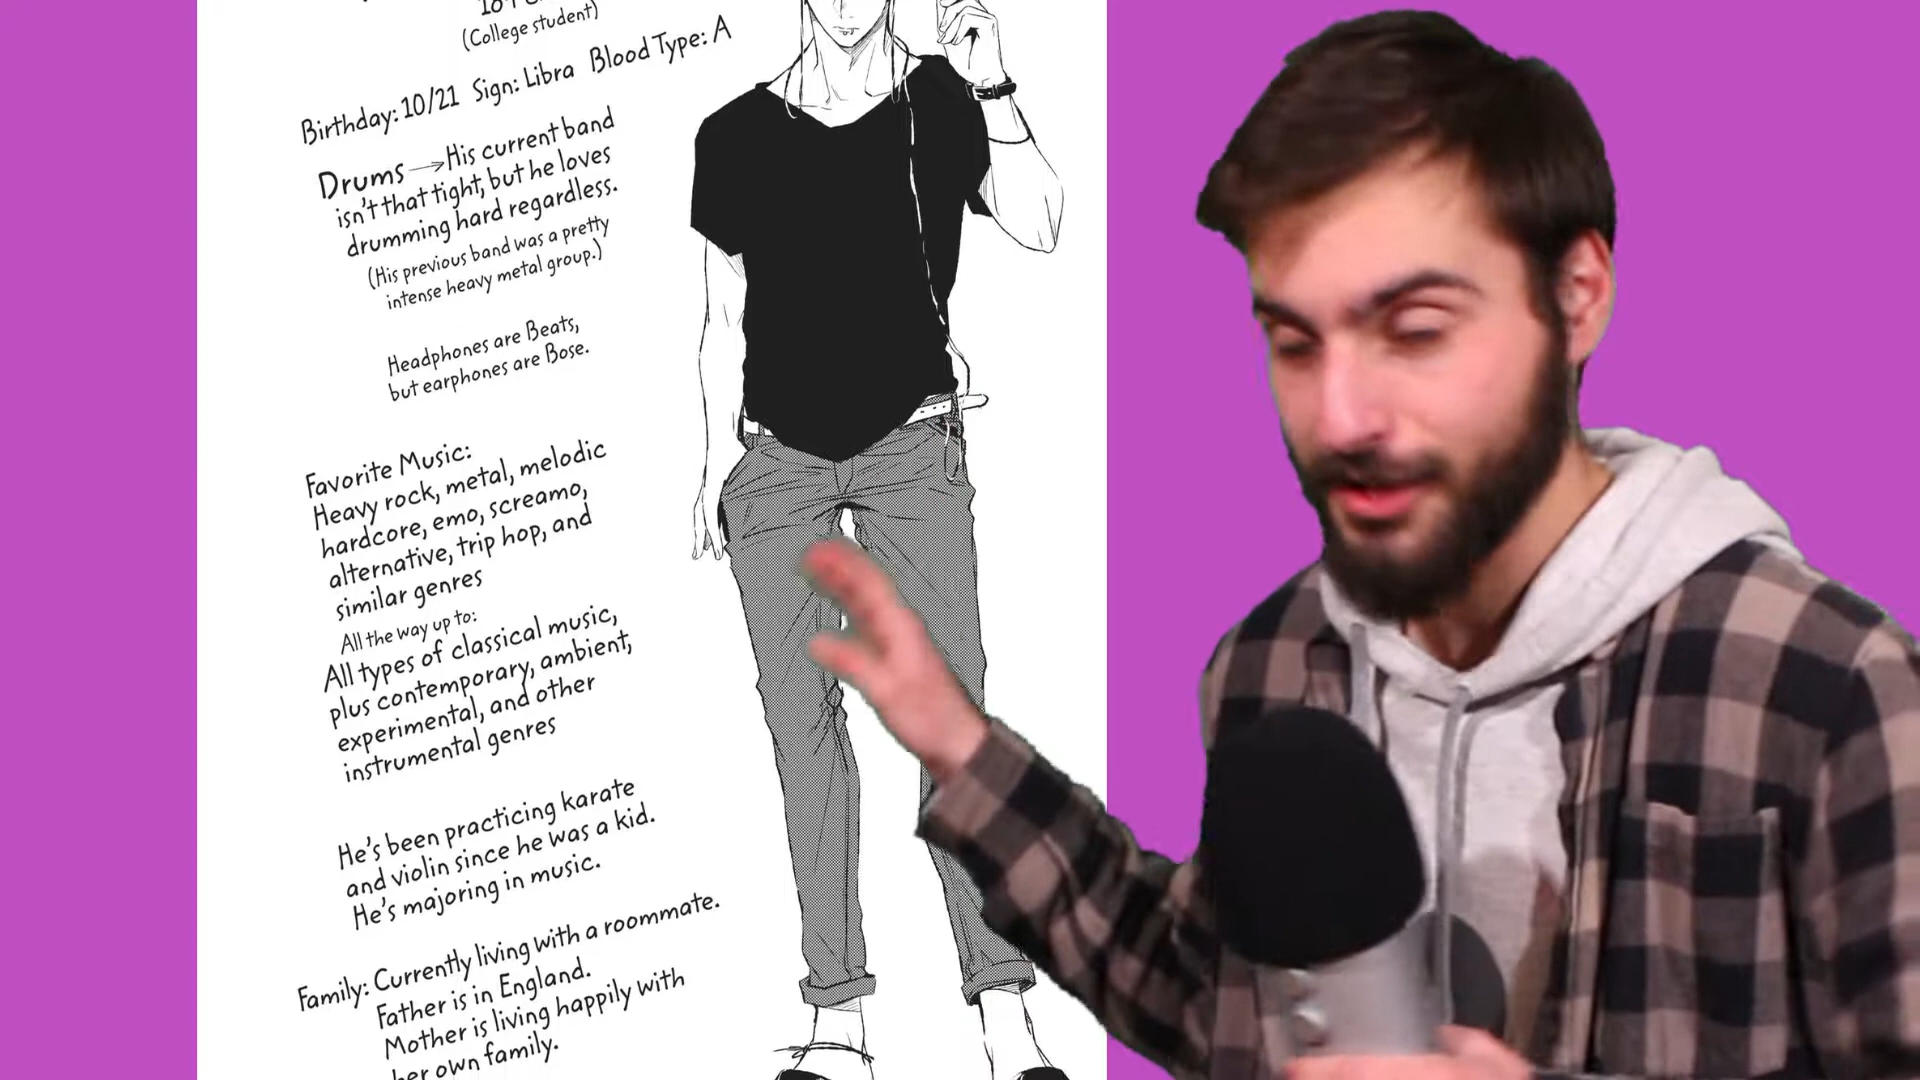 (College student)
Birthday: 10/21 Sign: Libra Blood Type: A
Drums → His current band
isn't that tight, but he loves
drumming hard regardless.
(His previous band was a pretty
intense heavy metal group.)
Headphones are Beats,
but earphones are Bose.
Favorite Music:
Heavy rock, metal, melodic
hardcore, emo, screamo,
alternative, trip hop, and
similar genres
All the way up to:
All types of classical music,
plus contemporary, ambient,
experimental, and other
instrumental genres
He's been practicing karate
and violin since he was a kid.
He's majoring in music.
Family: Currently living with a roommate.
Father is in England.
Mother is living happily with
her own family.